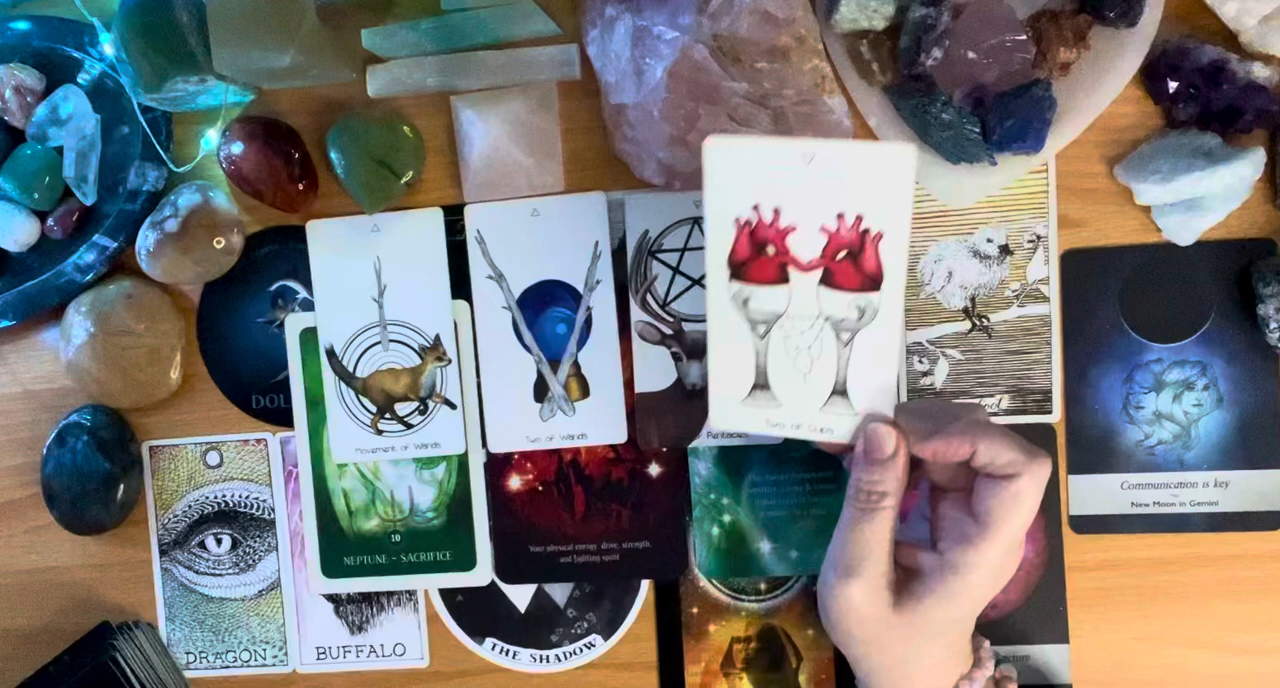 DOL
Movement of Wands
Two of Wands
Pentacles
Two of Cups
Communication is key
New Moon in Gemini
10
NEPTUNE - SACRIFICE
Your physical energy, drive, strength,
and fighting spirit
DRAGON
BUFFALO
THE SHADOW